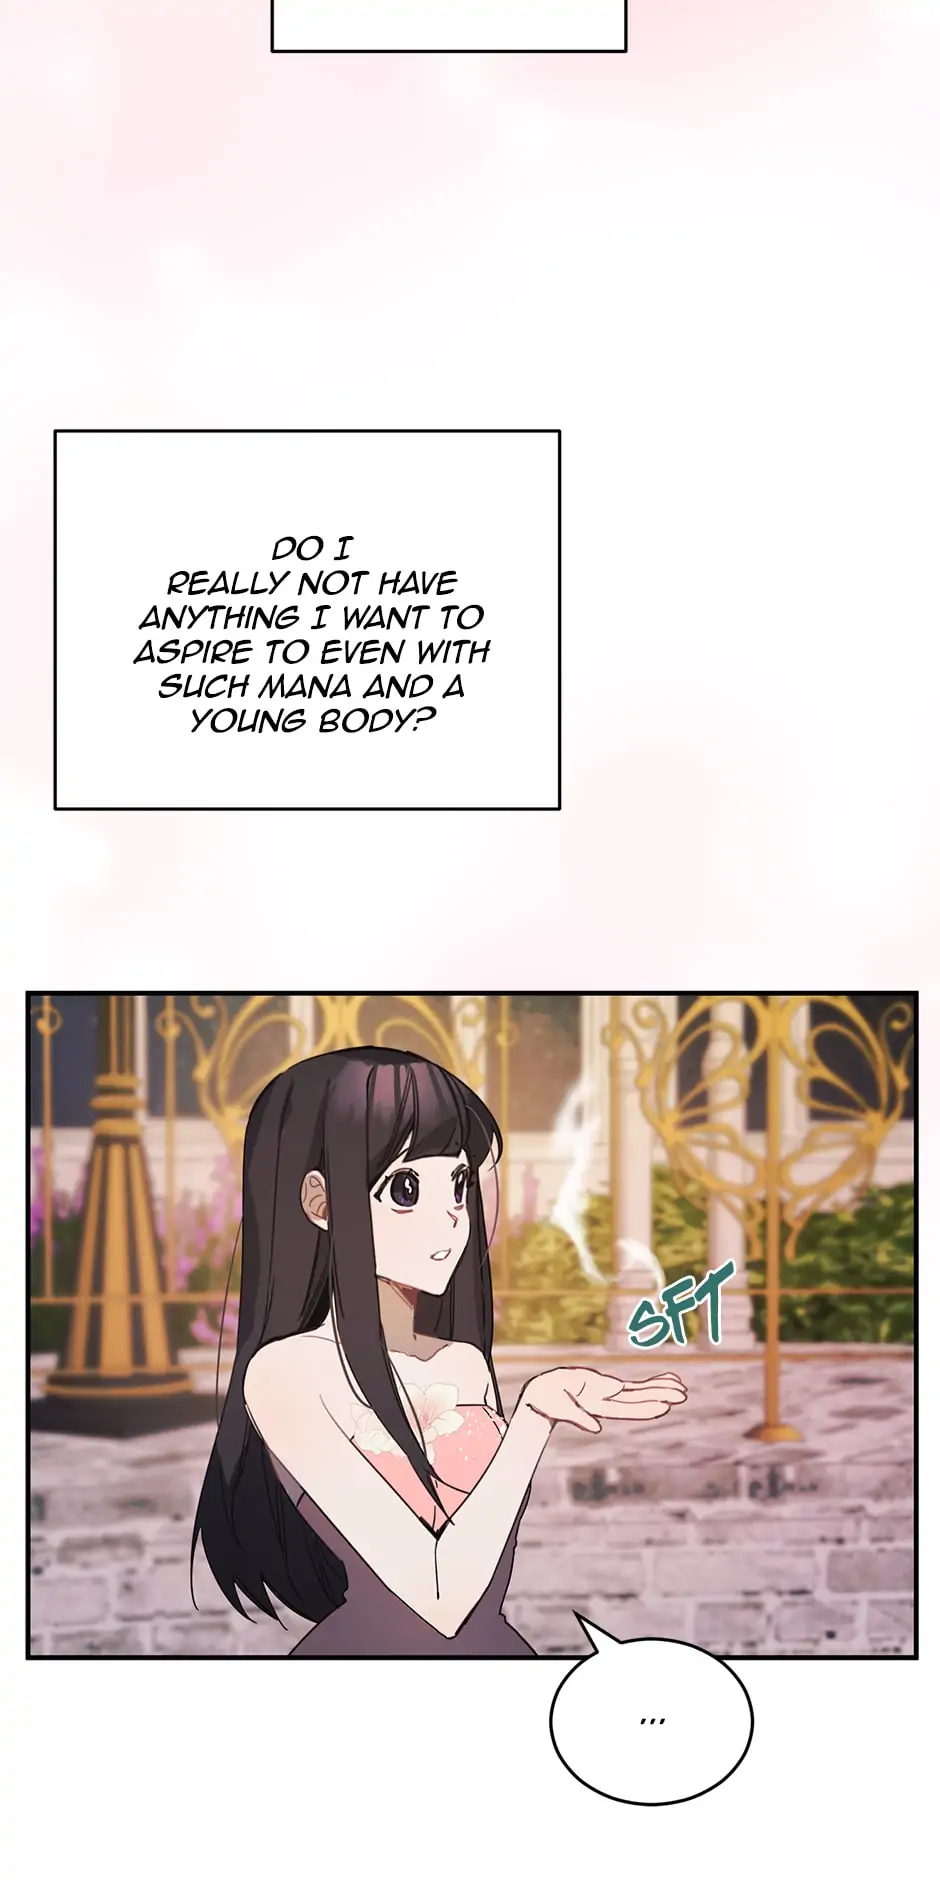 DO I
REALLY NOT HAVE
ANYTHING I WANT TO
ASPIRE TO EVEN WITH
SUCH MANA AND A
YOUNG BODY?
SFT
...